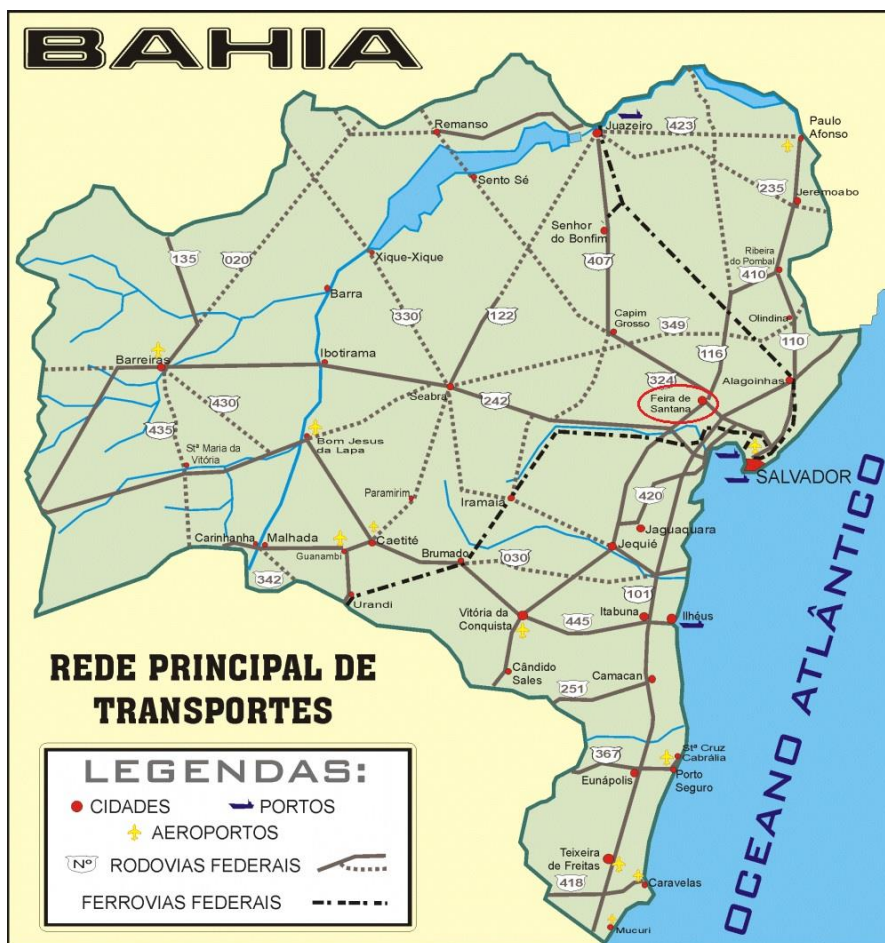 BAHIA
Remanso
Juazeiro
423
Paulo
Afonso
Sento Sé
235
Jeremoabo
Senhor
do Bonfim
135
020
Xique-Xique
407
Ribeira
do Pombal
410
Barra
330
122
Capim
Grosso
349
Olindina
116
110
Barreiras
Ibotirama
Seabra
324
Alagoinhas
430
242
Feira de
Santana
435
Bom Jesus
da Lapa
Stª Maria da
Vitória
SALVADOR
Paramirim
Iramaia
420
Jaguaquara
Carinhanha
Malhada
Guanambi
Caetité
Brumado
030
Jequié
342
Urandi
101
Vitória da
Conquista
445
Itabuna
Ilhéus
Cândido
Sales
Camacan
251
OCEANO ATLÂNTICO
REDE PRINCIPAL DE
TRANSPORTES
367
Stª Cruz
Cabrália
Eunápolis
Porto
Seguro
LEGENDAS:
CIDADES
PORTOS
AEROPORTOS
Nº RODOVIAS FEDERAIS
FERROVIAS FEDERAIS
Teixeira
de Freitas
418
Caravelas
Mucuri